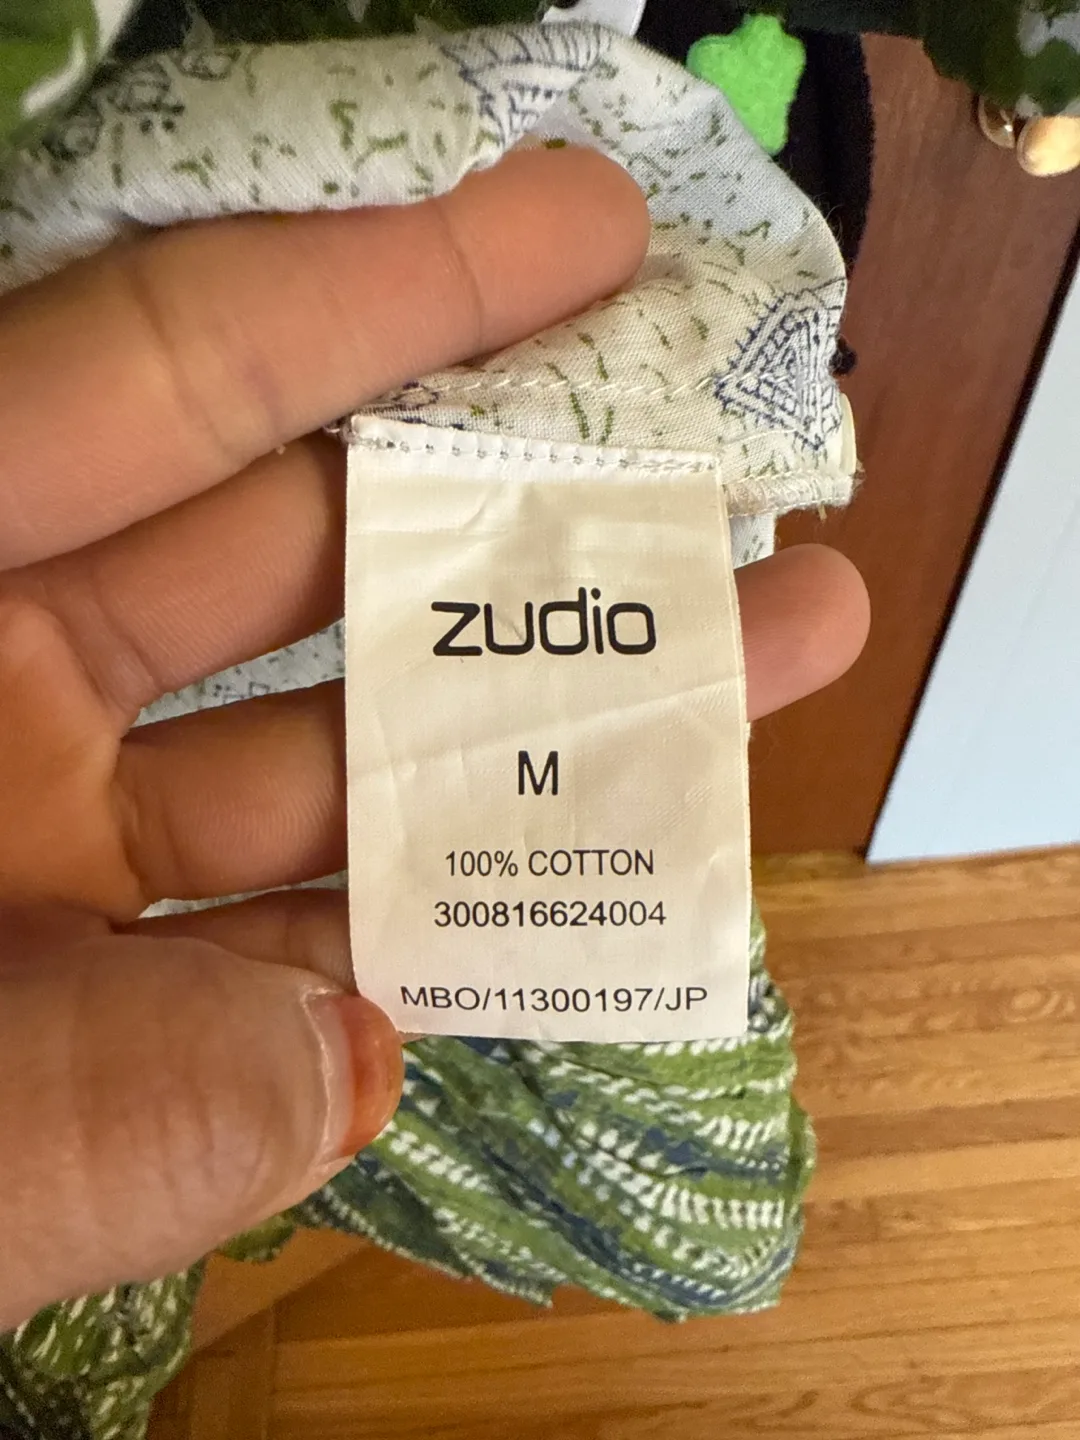 zudio
M
100% COTTON
300816624004
MBO/11300197/JP